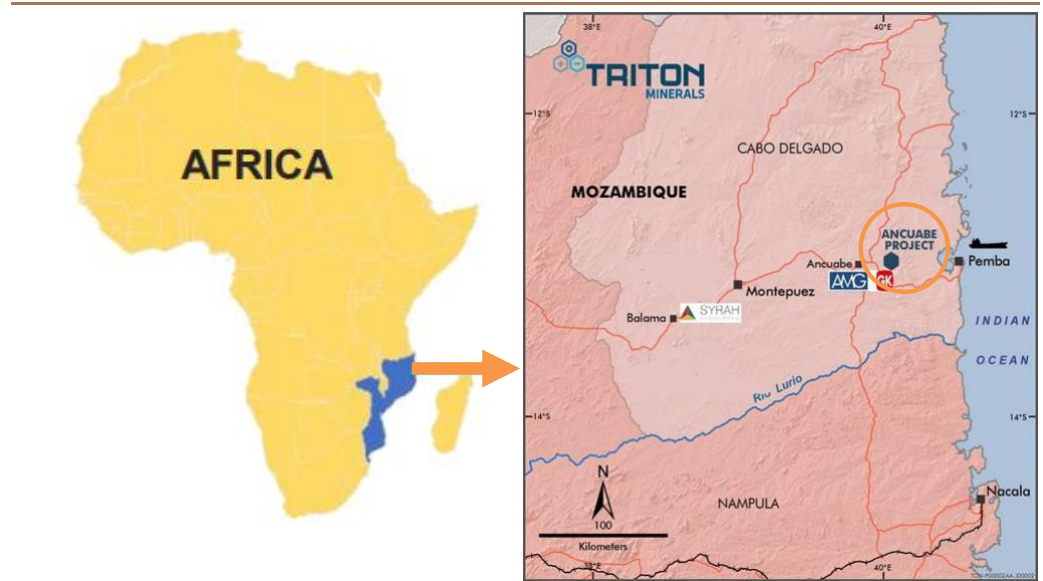 AFRICA
38°E
40°E
TRITON
MINERALS
12°S
12°S
CABO DELGADO
MOZAMBIQUE
ANCUABE
PROJECT
Ancuabe
Pemba
AMG
GK
Montepuez
Balama
SYRAH
INDIAN
OCEAN
Rio Lurio
14°S
14°S
N
100
Kilometers
NAMPULA
Nacala
38°E
40°E